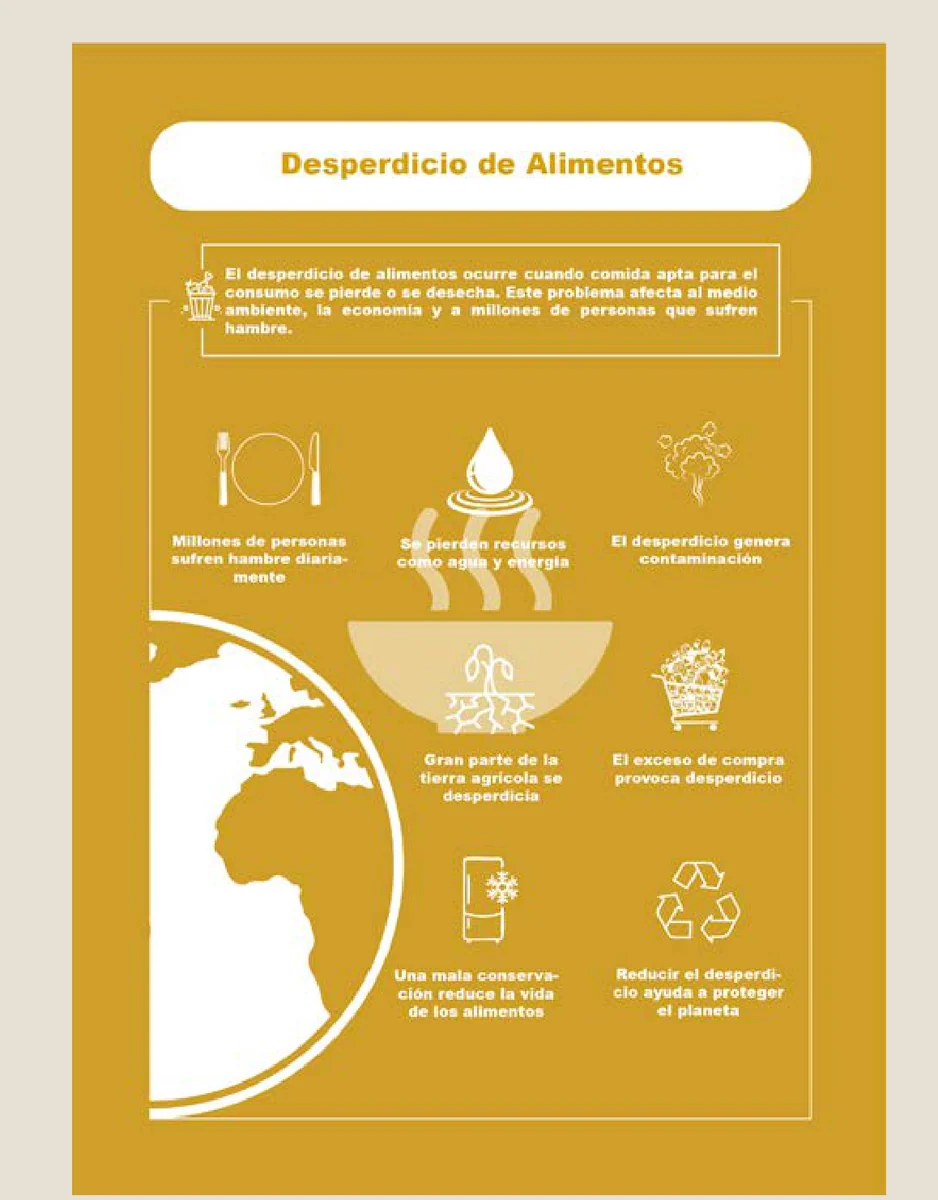 Desperdicio de Alimentos
El desperdicio de alimentos ocurre cuando comida apta para el
consumo se pierde o se desecha. Este problema afecta al medio
ambiente, la economía y a millones de personas que sufren
hambre.
Millones de personas
sufren hambre diaria-
mente
Se pierden recursos
como agua y energía
El desperdicio genera
contaminación
Gran parte de la
tierra agrícola se
desperdicia
El exceso de compra
provoca desperdicio
Una mala conserva-
ción reduce la vida
de los alimentos
Reducir el desperdi-
cio ayuda a proteger
el planeta